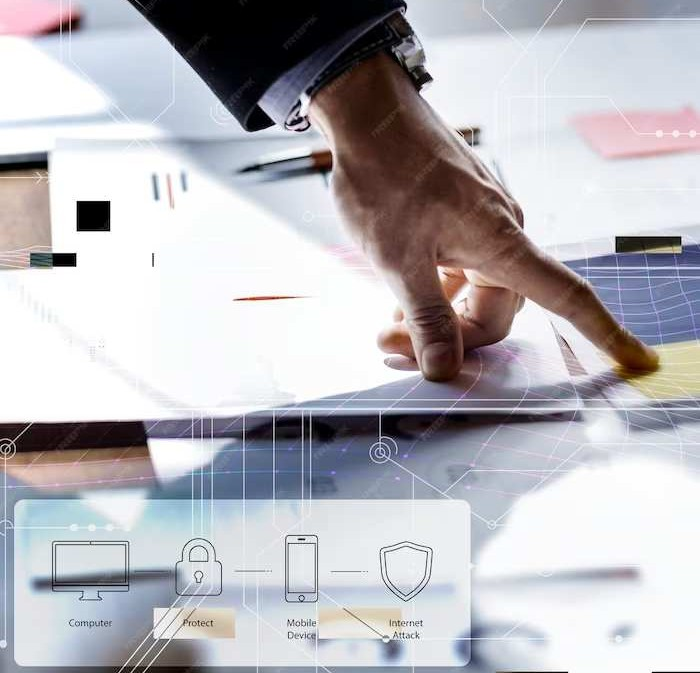 Computer
Protect
Mobile
Device
Internet
Attack